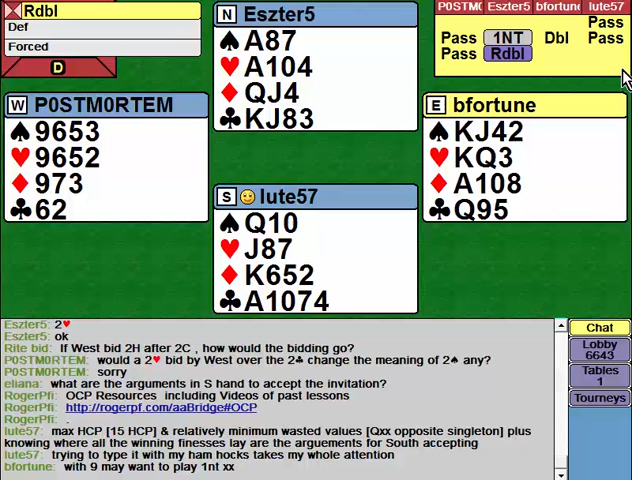 Rdbl
Def
Forced
D
N Eszter5
♠A87
♥A104
♦QJ4
♣KJ83
P0STM( Eszter5 bfortun( lute57
Pass
Pass 1NT Dbl Pass
Pass Rdbl
W P0STM0RTEM
♠9653
♥9652
♦973
♣62
E bfortune
♠KJ42
♥KQ3
♦A108
♣Q95
S lute57
♠Q10
♥J87
♦K652
♣A1074
Eszter5: 2♥
Eszter5: ok
Rite bid: If West bid 2H after 2C , how would the bidding go?
P0STM0RTEM: would a 2♥ bid by West over the 2♣ change the meaning of 2♠ any?
P0STM0RTEM: sorry
eliana: what are the arguments in S hand to accept the invitation?
RogerPfi: OCP Resources including Videos of past lessons
RogerPfi: http://rogerpf.com/aaBridge#OCP
RogerPfi: .
lute57: max HCP [15 HCP] & relatively minimum wasted values [Qxx opposite singleton] plus
knowing where all the winning finesses lay are the arguements for South accepting
lute57: trying to type it with my ham hocks takes my whole attention
bfortune: with 9 may want to play 1nt xx
Chat
Lobby
6643
Tables
1
Tourneys